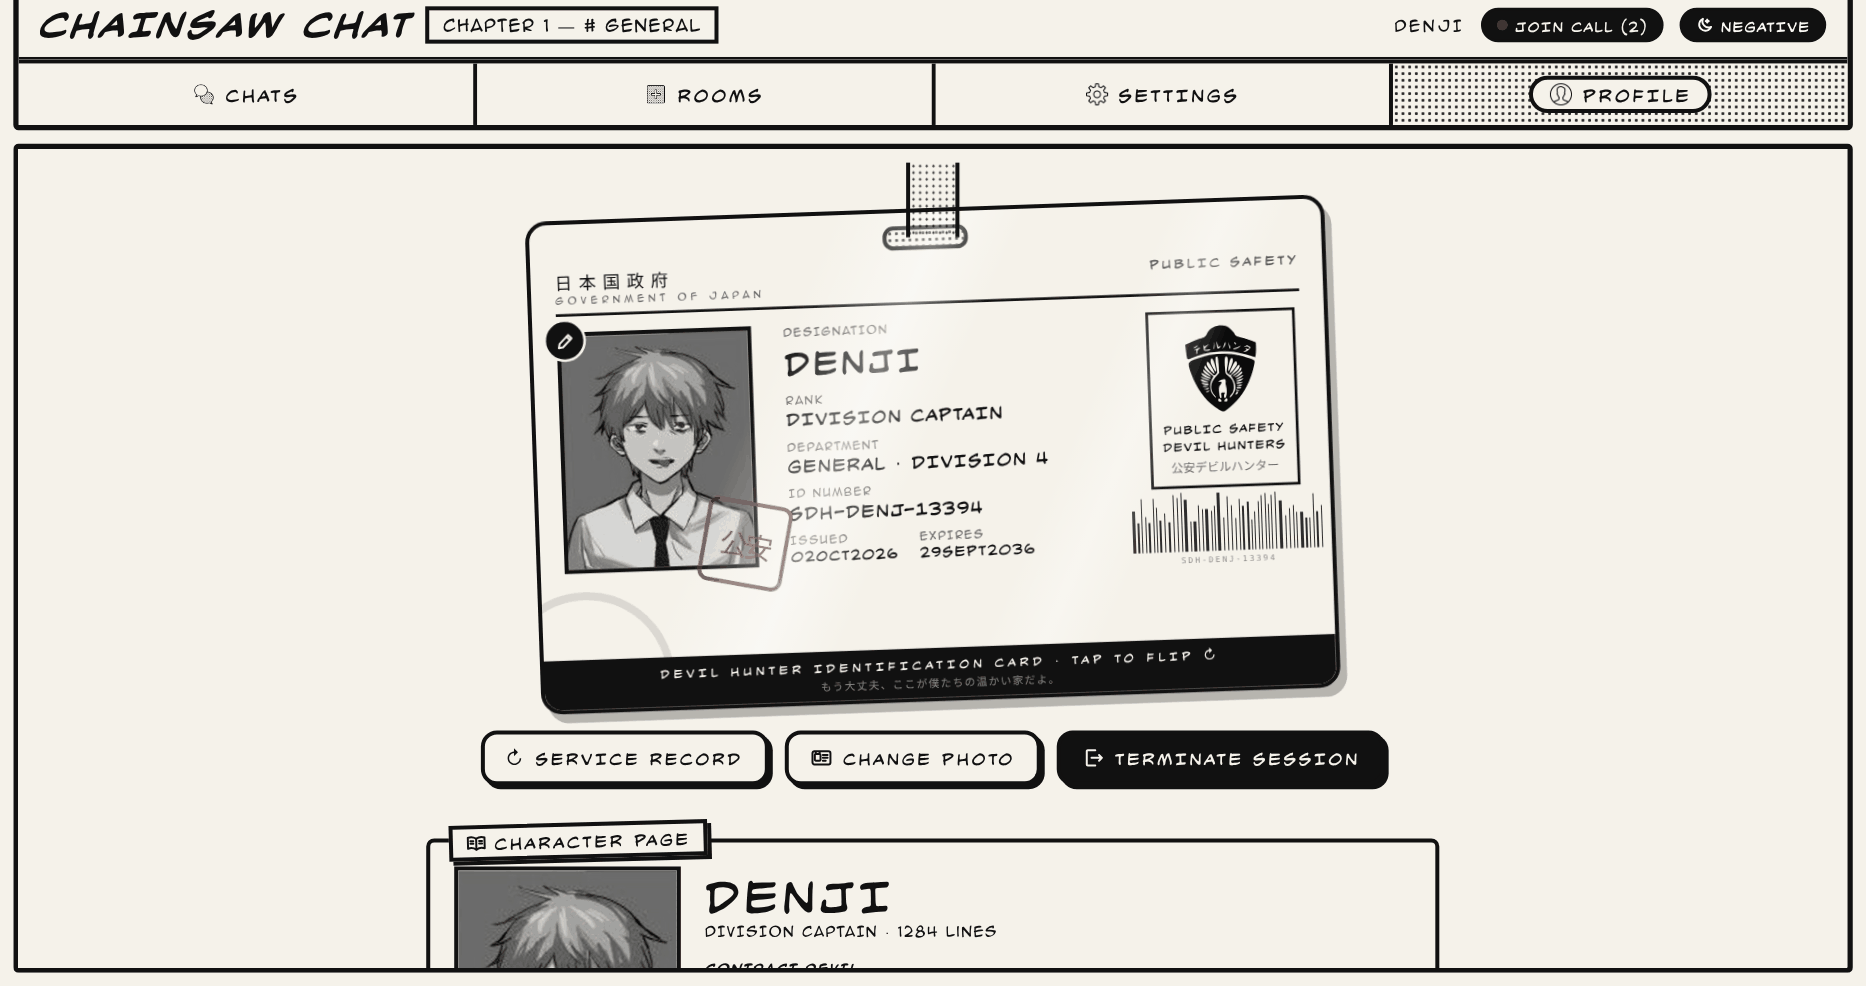 CHAINSAW CHAT
CHAPTER 1 — # GENERAL
DENJI
JOIN CALL (2)
NEGATIVE
CHATS
ROOMS
SETTINGS
PROFILE
日本国政府
GOVERNMENT OF JAPAN
PUBLIC SAFETY
DESIGNATION
DENJI
RANK
DIVISION CAPTAIN
DEPARTMENT
GENERAL · DIVISION 4
ID NUMBER
SDH-DENJ-13394
ISSUED
EXPIRES
02OCT2026
29SEPT2036
公安
デビルハンタ
PUBLIC SAFETY
DEVIL HUNTERS
公安デビルハンター
SDH-DENJ-13394
DEVIL HUNTER IDENTIFICATION CARD · TAP TO FLIP ↻
もう大丈夫、ここが僕たちの温かい家だよ。
SERVICE RECORD
CHANGE PHOTO
TERMINATE SESSION
CHARACTER PAGE
DENJI
DIVISION CAPTAIN · 1284 LINES
CONTRACT DEVIL